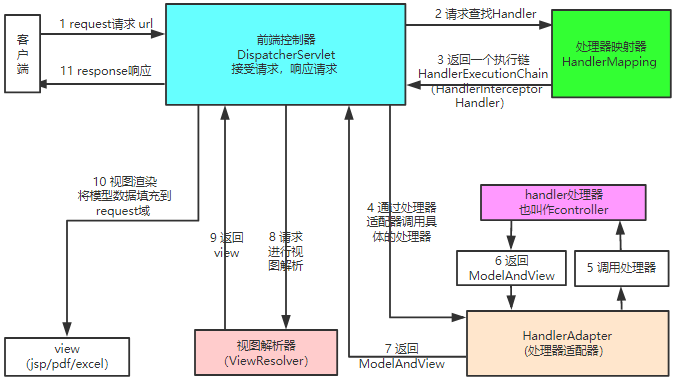 客
户
端
1 request请求 url
11 response响应
前端控制器
DispatcherServlet
接受请求，响应请求
2 请求查找Handler
3 返回一个执行链
HandlerExecutionChain
（HandlerInterceptor
Handler）
处理器映射器
HandlerMapping
10 视图渲染
将模型数据填充到
request域
9 返回
view
8 请求
进行视
图解析
4 通过处理器
适配器调用具
体的处理器
handler处理器
也叫作controller
6 返回
ModelAndView
5 调用处理器
view
（jsp/pdf/excel）
视图解析器
（ViewResolver）
7 返回
ModelAndView
HandlerAdapter
(处理器适配器）